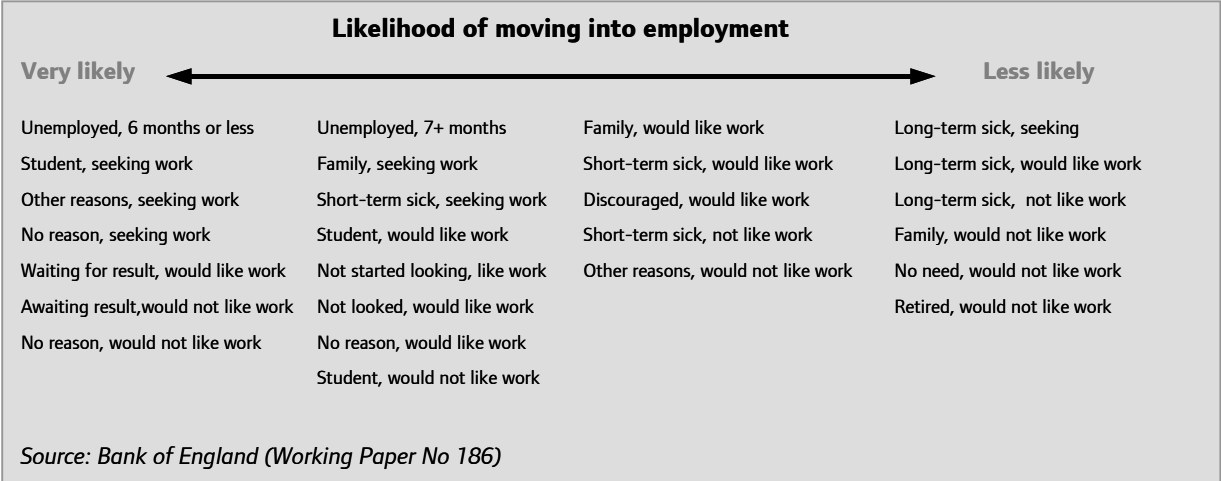 Likelihood of moving into employment
Very likely
Less likely
Unemployed, 6 months or less
Student, seeking work
Other reasons, seeking work
No reason, seeking work
Waiting for result, would like work
Awaiting result,would not like work
No reason, would not like work
Unemployed, 7+ months
Family, seeking work
Short-term sick, seeking work
Student, would like work
Not started looking, like work
Not looked, would like work
No reason, would like work
Student, would not like work
Family, would like work
Short-term sick, would like work
Discouraged, would like work
Short-term sick, not like work
Other reasons, would not like work
Long-term sick, seeking
Long-term sick, would like work
Long-term sick,  not like work
Family, would not like work
No need, would not like work
Retired, would not like work
Source: Bank of England (Working Paper No 186)